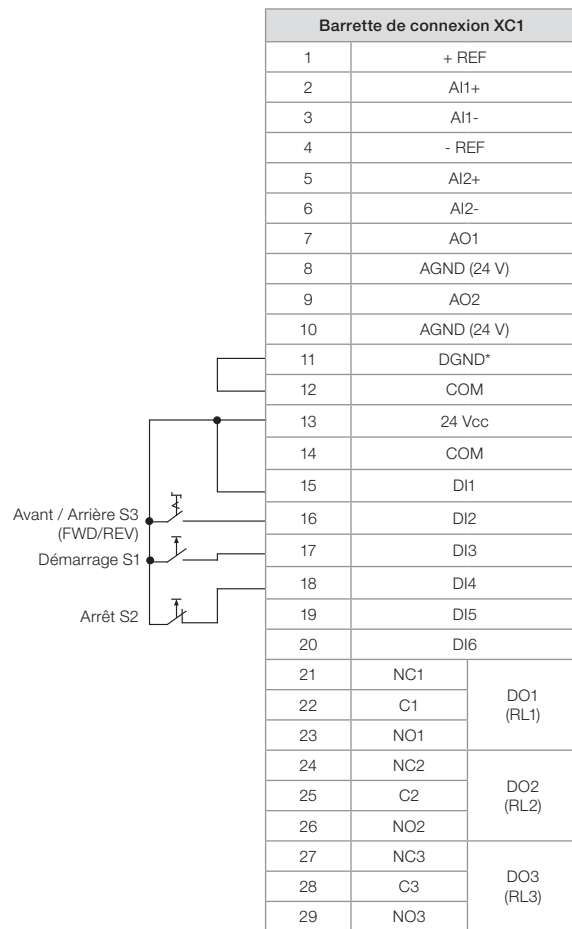 Barrette de connexion XC1
1 + REF
2 AI1+
3 AI1-
4 - REF
5 AI2+
6 AI2-
7 AO1
8 AGND (24 V)
9 AO2
10 AGND (24 V)
11 DGND*
12 COM
13 24 Vcc
14 COM
15 DI1
Avant / Arrière S3
(FWD/REV)
16 DI2
Démarrage S1
17 DI3
18 DI4
Arrêt S2
19 DI5
20 DI6
21 NC1
22 C1
23 NO1
DO1
(RL1)
24 NC2
25 C2
26 NO2
DO2
(RL2)
27 NC3
28 C3
29 NO3
DO3
(RL3)